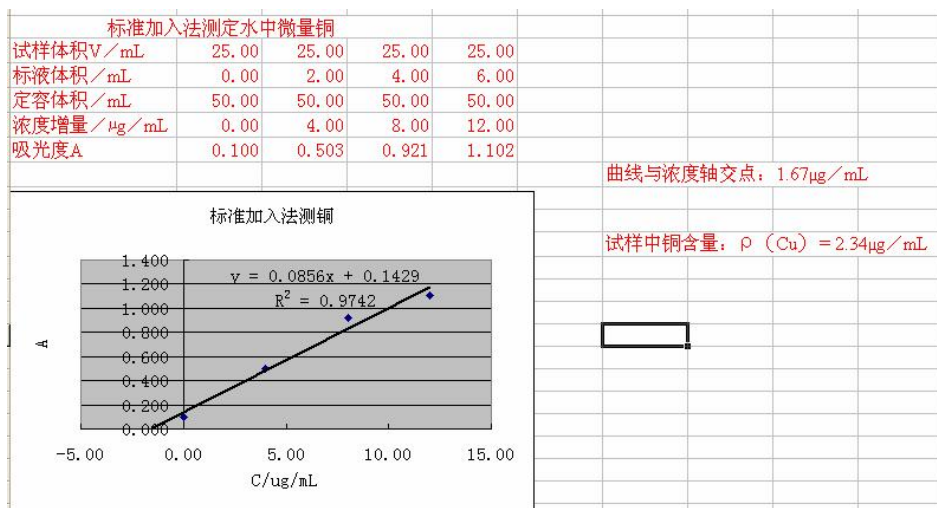 标准加入法测定水中微量铜
试样体积V／mL 25.00 25.00 25.00 25.00
标液体积／mL 0.00 2.00 4.00 6.00
定容体积／mL 50.00 50.00 50.00 50.00
浓度增量／μg／mL 0.00 4.00 8.00 12.00
吸光度A 0.100 0.503 0.921 1.102
曲线与浓度轴交点：1.67μg／mL
试样中铜含量：ρ（Cu）＝2.34μg／mL
标准加入法测铜
y = 0.0856x + 0.1429
R² = 0.9742
1.400
1.200
1.000
0.800
0.600
0.400
0.200
0.000
A
-5.00 0.00 5.00 10.00 15.00
C/ug/mL